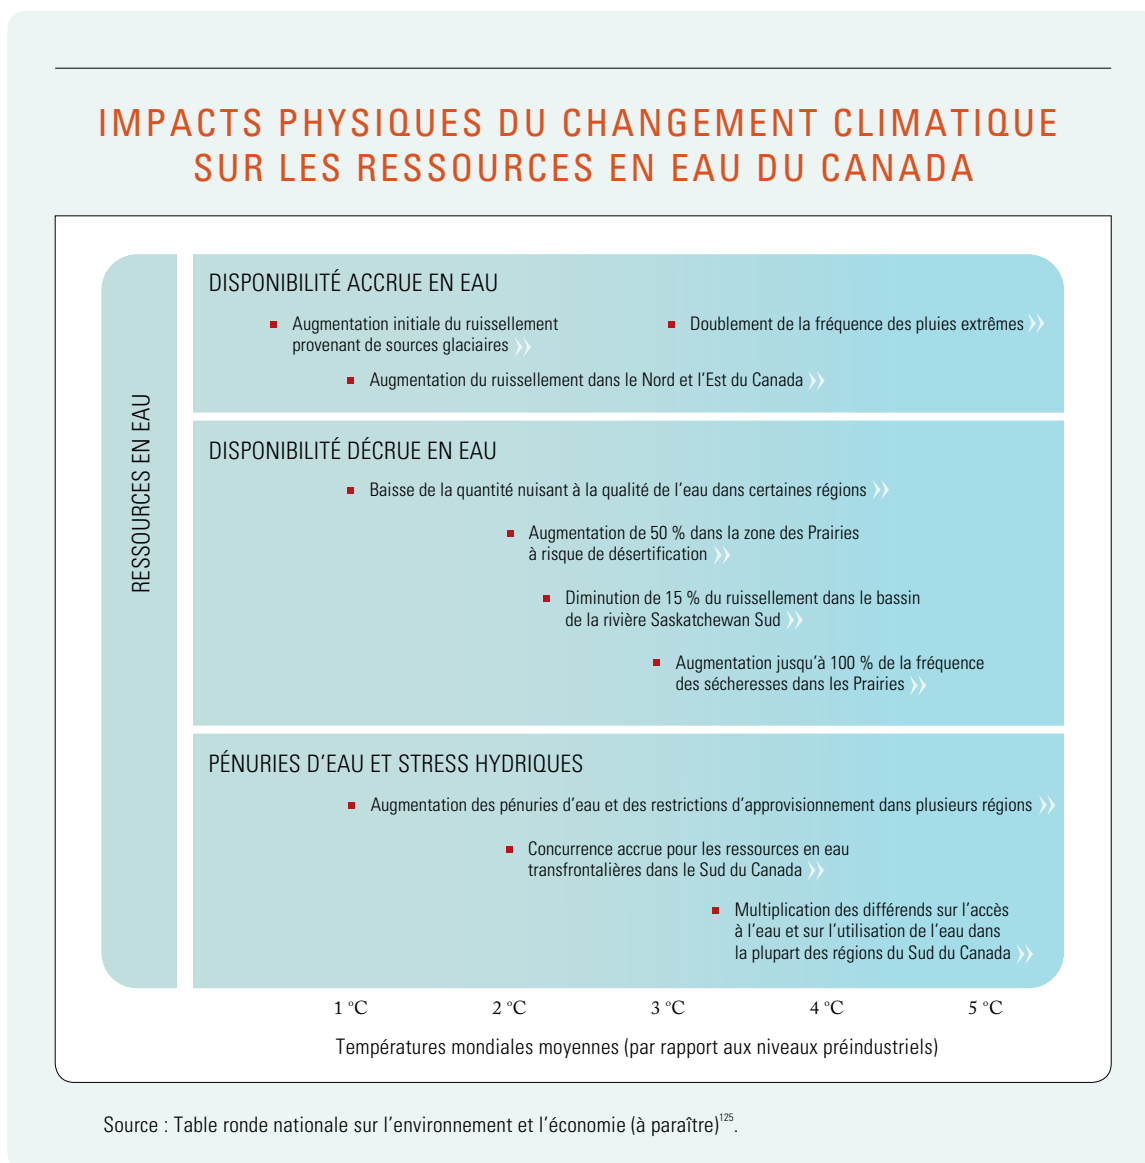 IMPACTS PHYSIQUES DU CHANGEMENT CLIMATIQUE
SUR LES RESSOURCES EN EAU DU CANADA
RESSOURCES EN EAU
DISPONIBILITÉ ACCRUE EN EAU
Augmentation initiale du ruissellement
provenant de sources glaciaires
Doublement de la fréquence des pluies extrêmes
Augmentation du ruissellement dans le Nord et l'Est du Canada
DISPONIBILITÉ DÉCRUE EN EAU
Baisse de la quantité nuisant à la qualité de l'eau dans certaines régions
Augmentation de 50 % dans la zone des Prairies
à risque de désertification
Diminution de 15 % du ruissellement dans le bassin
de la rivière Saskatchewan Sud
Augmentation jusqu'à 100 % de la fréquence
des sécheresses dans les Prairies
PÉNURIES D'EAU ET STRESS HYDRIQUES
Augmentation des pénuries d'eau et des restrictions d'approvisionnement dans plusieurs régions
Concurrence accrue pour les ressources en eau
transfrontalières dans le Sud du Canada
Multiplication des différends sur l'accès
à l'eau et sur l'utilisation de l'eau dans
la plupart des régions du Sud du Canada
1 °C 2 °C 3 °C 4 °C 5 °C
Températures mondiales moyennes (par rapport aux niveaux préindustriels)
Source : Table ronde nationale sur l'environnement et l'économie (à paraître)125.